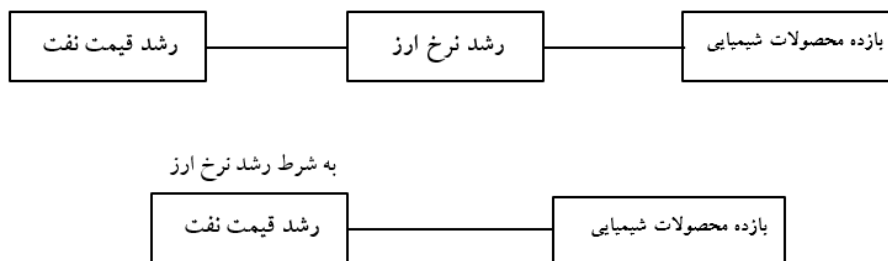 بازده محصولات شیمیایی
رشد نرخ ارز
رشد قیمت نفت
به شرط رشد نرخ ارز
بازده محصولات شیمیایی
رشد قیمت نفت